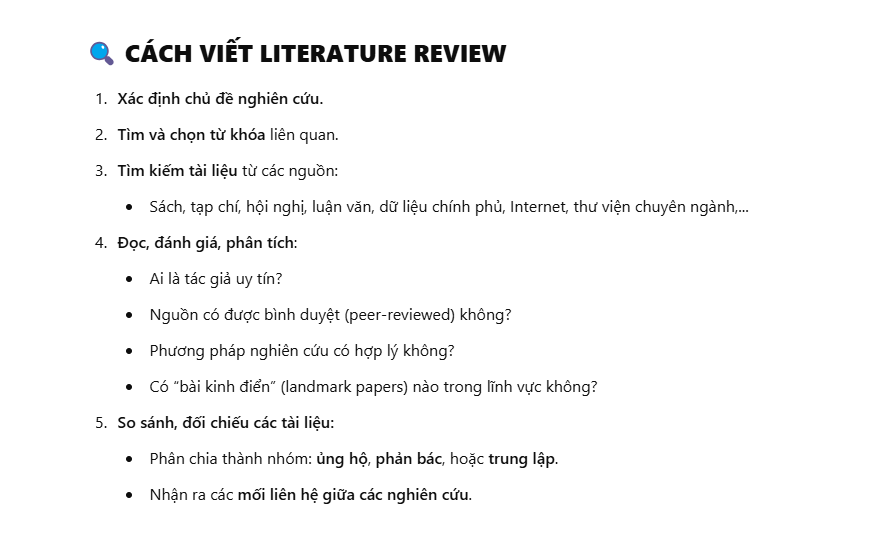 🔍 CÁCH VIẾT LITERATURE REVIEW
1. Xác định chủ đề nghiên cứu.
2. Tìm và chọn từ khóa liên quan.
3. Tìm kiếm tài liệu từ các nguồn:
• Sách, tạp chí, hội nghị, luận văn, dữ liệu chính phủ, Internet, thư viện chuyên ngành,...
4. Đọc, đánh giá, phân tích:
• Ai là tác giả uy tín?
• Nguồn có được bình duyệt (peer-reviewed) không?
• Phương pháp nghiên cứu có hợp lý không?
• Có “bài kinh điển” (landmark papers) nào trong lĩnh vực không?
5. So sánh, đối chiếu các tài liệu:
• Phân chia thành nhóm: ủng hộ, phản bác, hoặc trung lập.
• Nhận ra các mối liên hệ giữa các nghiên cứu.